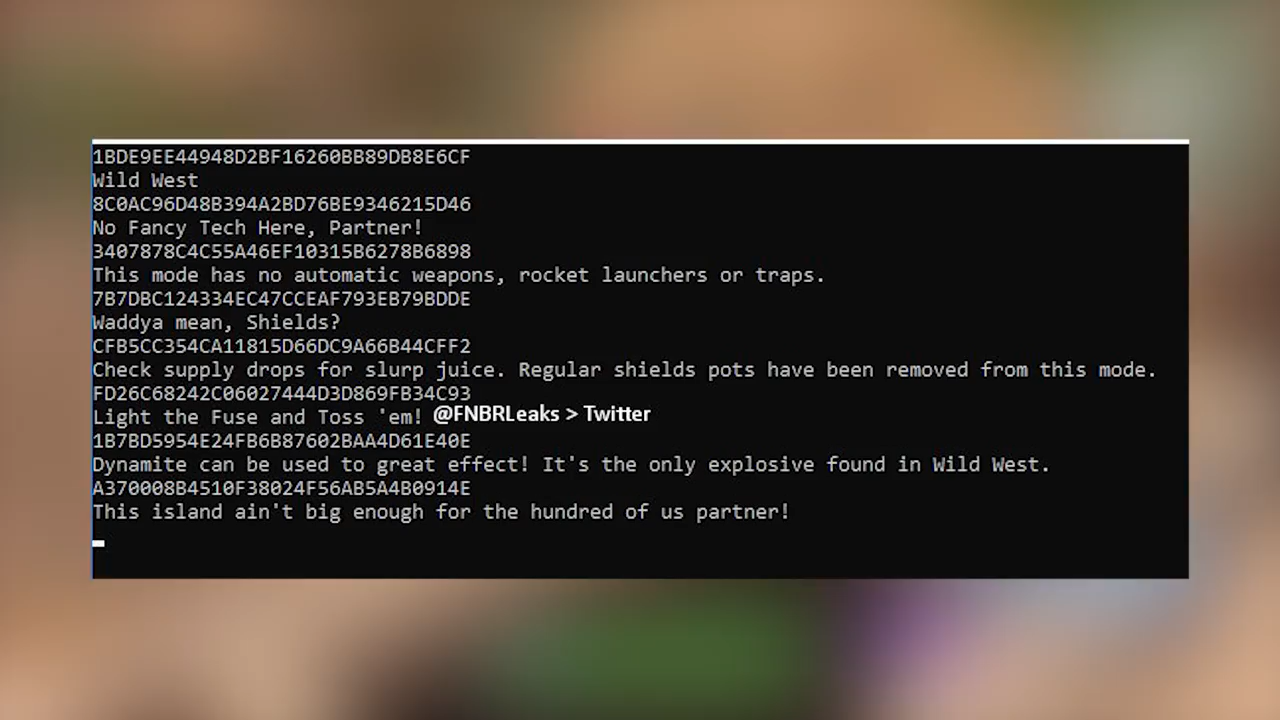 1BDE9EE44948D2BF16260BB89DB8E6CF
Wild West
8C0AC96D48B394A2BD76BE9346215D46
No Fancy Tech Here, Partner!
3407878C4C55A46EF10315B6278B6898
This mode has no automatic weapons, rocket launchers or traps.
7B7DBC124334EC47CCEAF793EB79BDDE
Waddya mean, Shields?
CFB5CC354CA11815D66DC9A66B44CFF2
Check supply drops for slurp juice. Regular shields pots have been removed from this mode.
FD26C68242C06027444D3D869FB34C93
Light the Fuse and Toss 'em! @FNBRLeaks > Twitter
1B7BD5954E24FB6B87602BAA4D61E40E
Dynamite can be used to great effect! It's the only explosive found in Wild West.
A370008B4510F38024F56AB5A4B0914E
This island ain't big enough for the hundred of us partner!